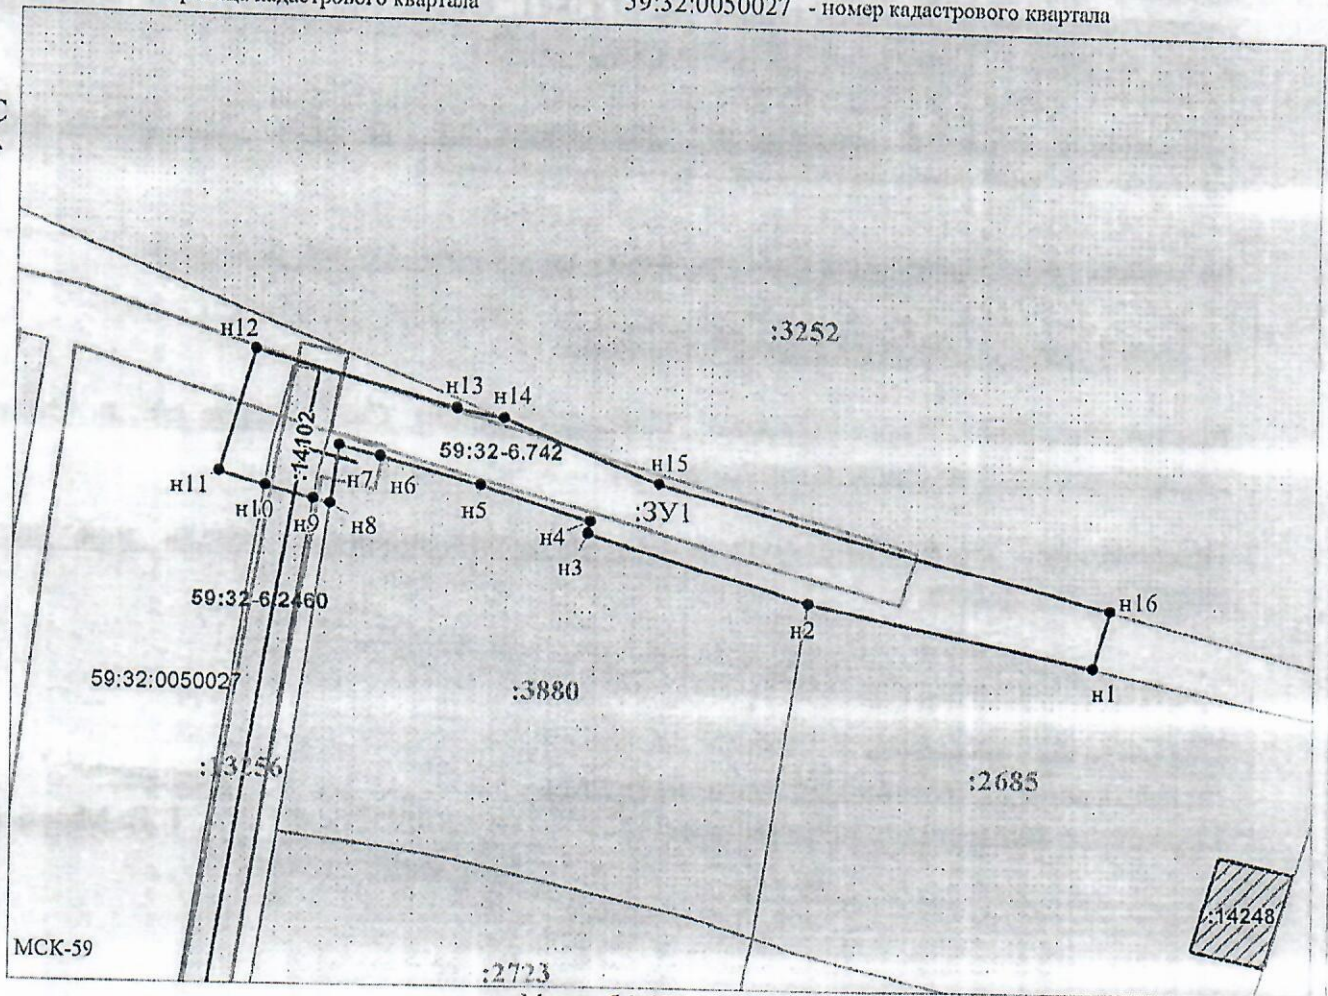 кадастрового квартала 59:32:0050027 - номер кадастрового квартала
С
:3252
н12
н13
н14
:14102
59:32-6.742
н15
н7
н6
н11
н10
н9
н8
н5
:ЗУ1
н4
н3
59:32-6.2460
н16
н2
59:32:0050027
:3880
н1
:13256
:2685
:14248
МСК-59
:2723